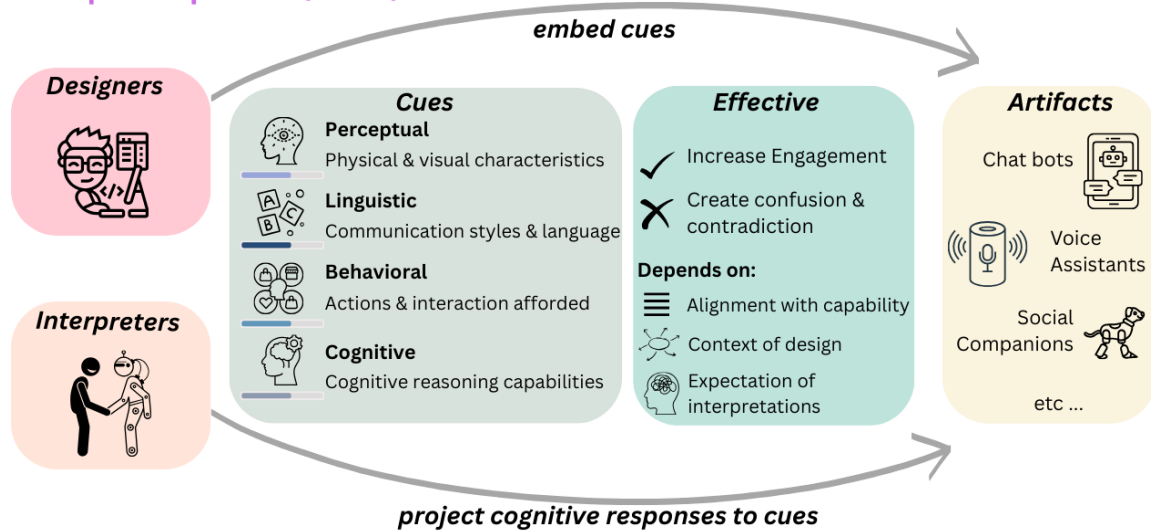 embed cues
Designers
Cues
Perceptual
Physical & visual characteristics
Linguistic
Communication styles & language
Behavioral
Actions & interaction afforded
Cognitive
Cognitive reasoning capabilities
Effective
Increase Engagement
Create confusion &
contradiction
Depends on:
Alignment with capability
Context of design
Expectation of
interpretations
Artifacts
Chat bots
Voice
Assistants
Social
Companions
etc ...
Interpreters
A
B
C
</>
project cognitive responses to cues